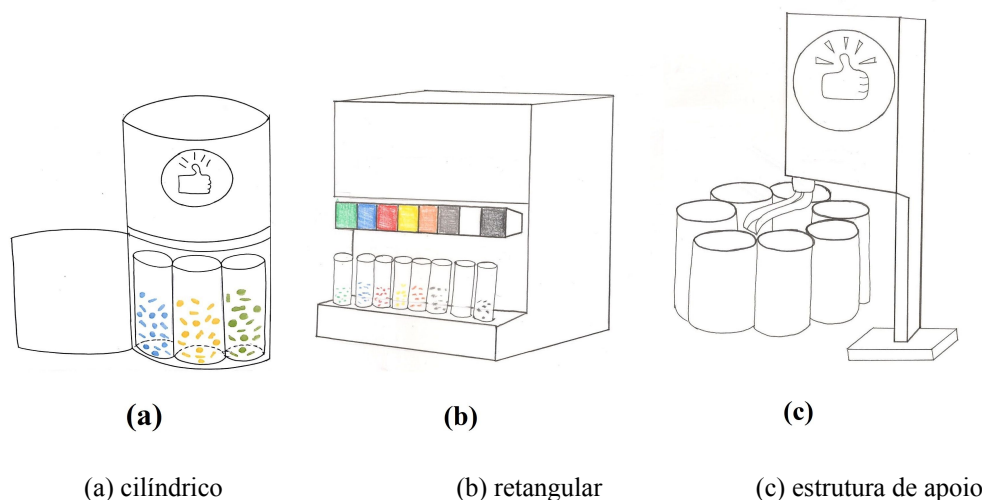 (a) (b) (c)
(a) cilíndrico (b) retangular (c) estrutura de apoio